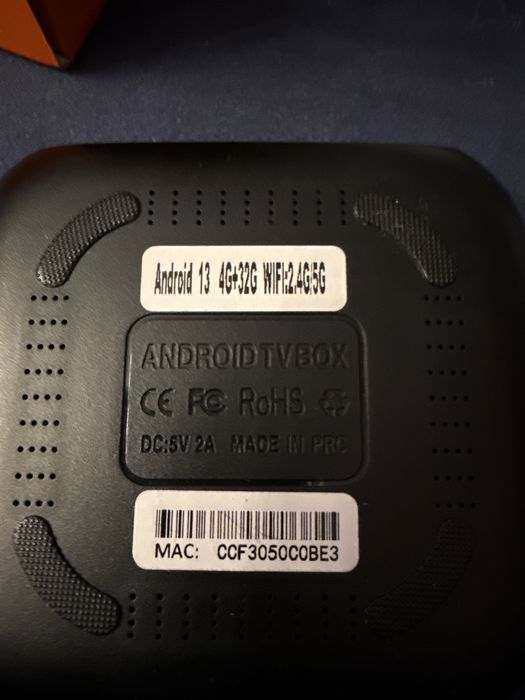 Android 13 4G+32G WIFI:2.4G/5G
ANDROIDTVBOX
CE FC RoHS
DC:5V 2A MADE IN PRC
MAC: CCF3050C0BE3